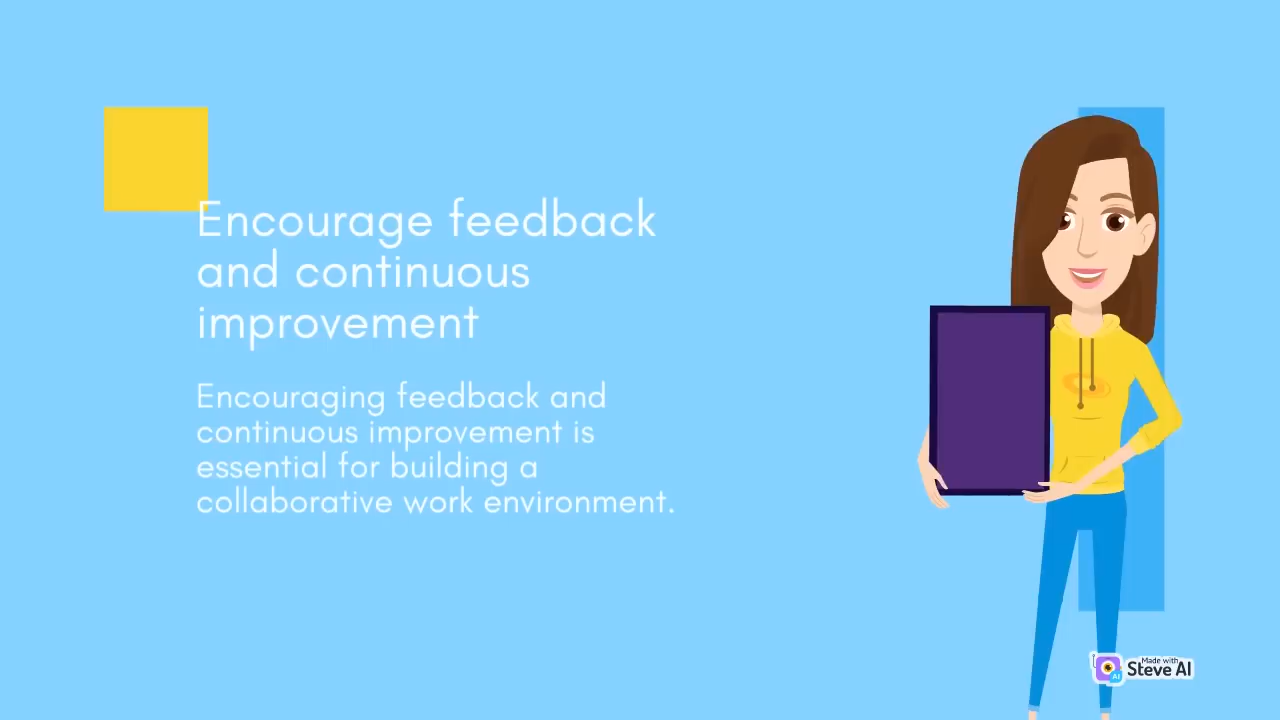 Encourage feedback
and continuous
improvement
Encouraging feedback and
continuous improvement is
essential for building a
collaborative work environment.
Made with
Steve AI
AI